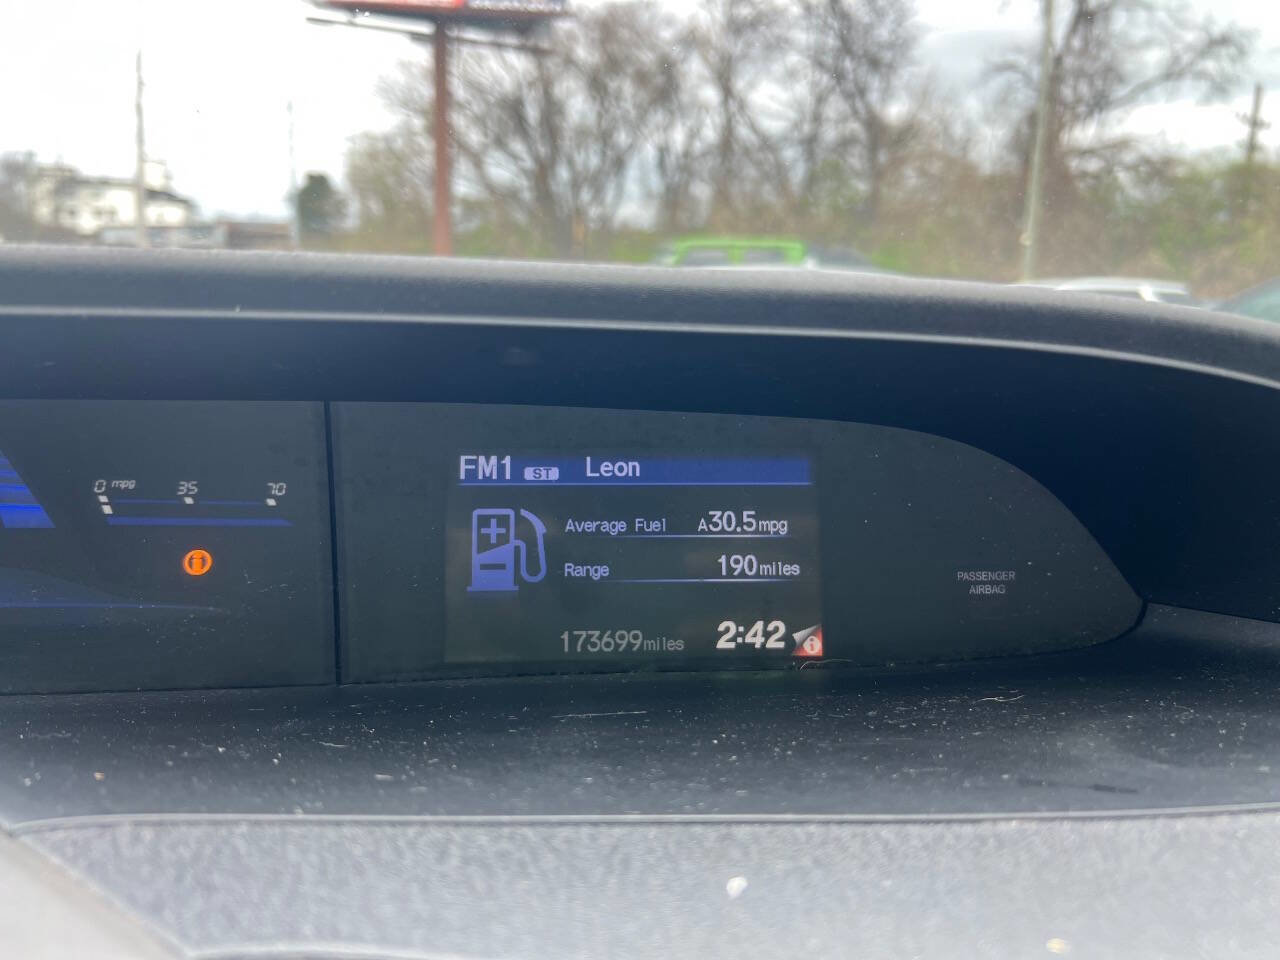 0 mpg 35 70
FM1 ST Leon
Average Fuel A30.5mpg
Range 190miles
173699miles 2:42 i
PASSENGER
AIRBAG